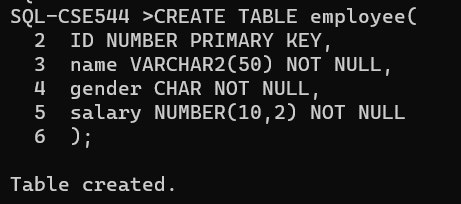 SQL-CSE544 >CREATE TABLE employee(
  2  ID NUMBER PRIMARY KEY,
  3  name VARCHAR2(50) NOT NULL,
  4  gender CHAR NOT NULL,
  5  salary NUMBER(10,2) NOT NULL
  6  );
Table created.